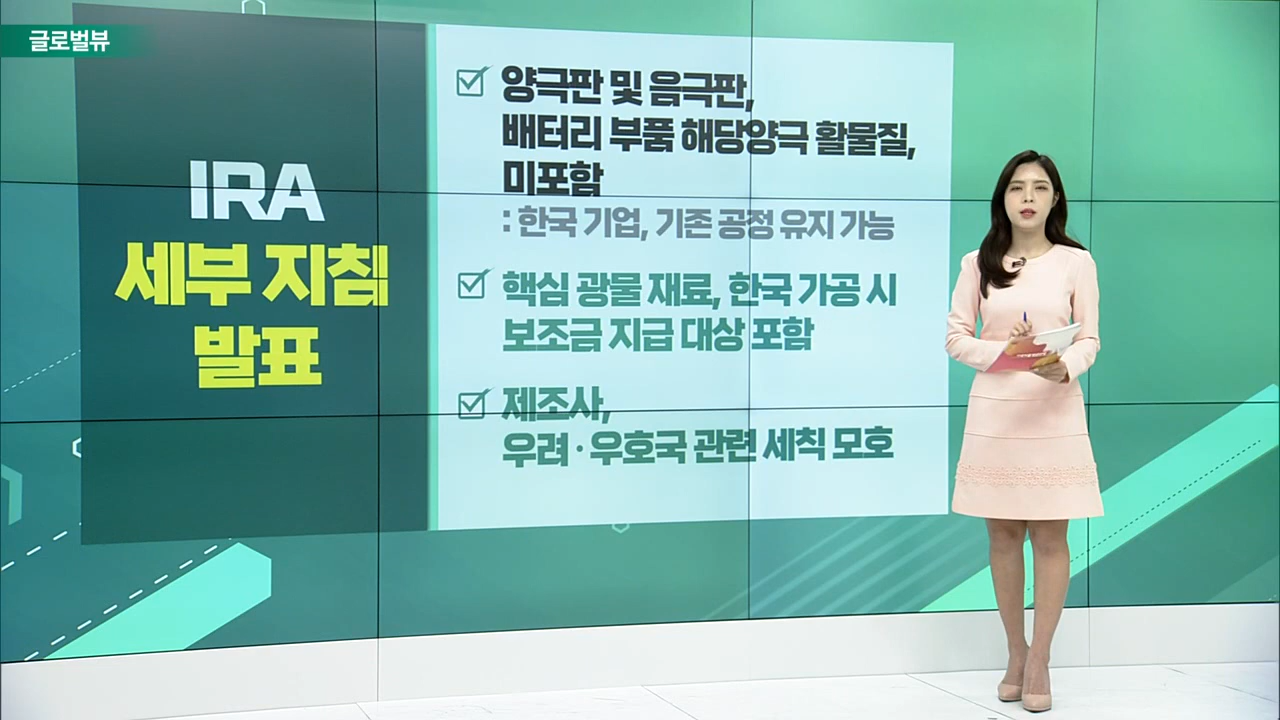 글로벌뷰
IRA
세부 지침
발표
양극판 및 음극판,
배터리 부품 해당양극 활물질,
미포함
: 한국 기업, 기존 공정 유지 가능
핵심 광물 재료, 한국 가공 시
보조금 지급 대상 포함
제조사,
우려·우호국 관련 세칙 모호